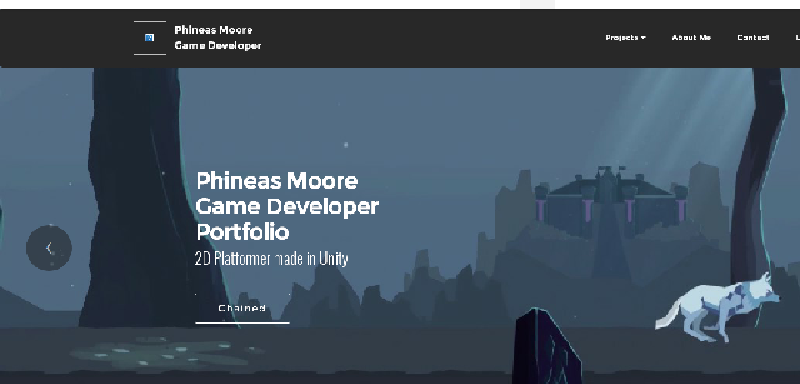 Phineas Moore
Game Developer
Projects About Me Contact
Phineas Moore
Game Developer
Portfolio
2D Platformer made in Unity
Chained